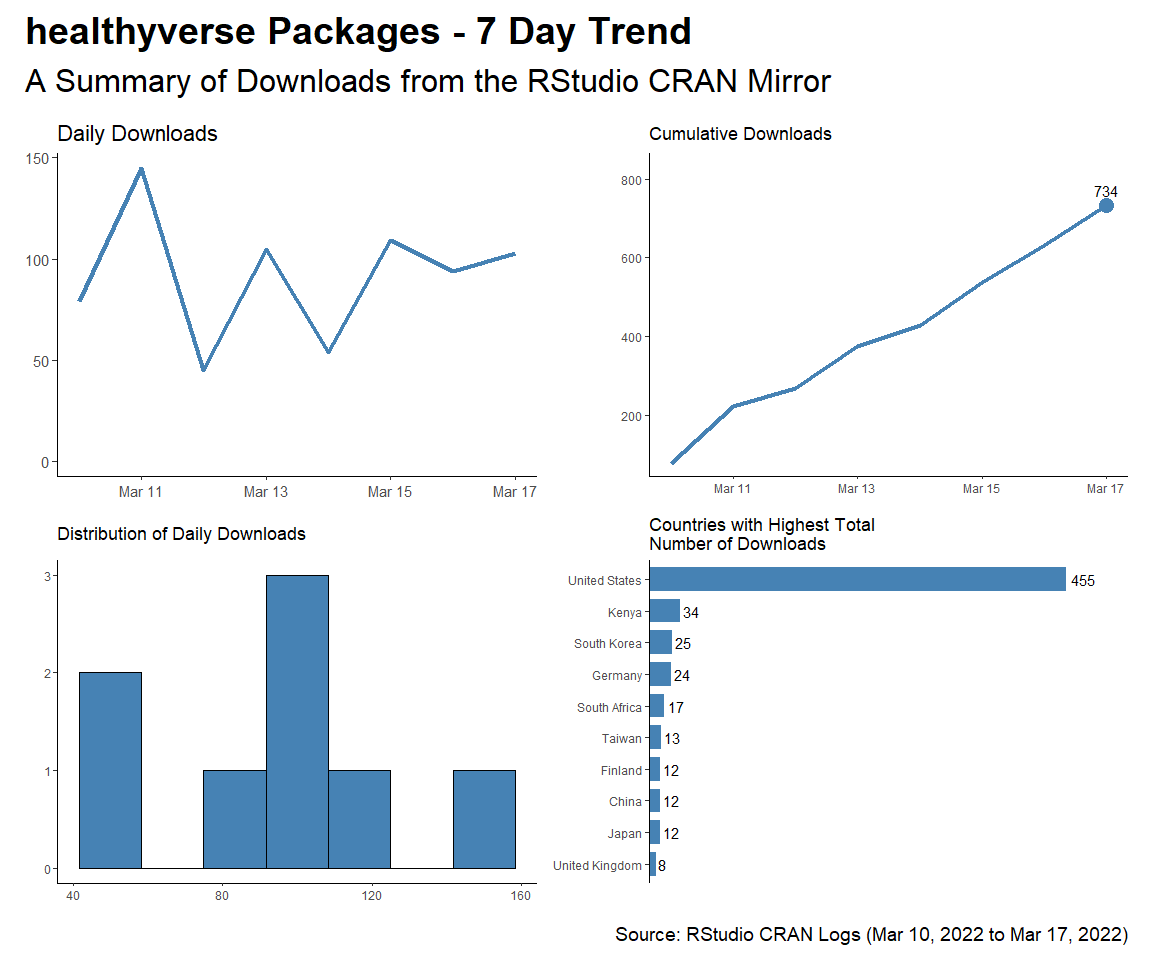 healthyverse Packages - 7 Day Trend
A Summary of Downloads from the RStudio CRAN Mirror
Daily Downloads
150
100
50
0
Mar 11 Mar 13 Mar 15 Mar 17
Cumulative Downloads
800
600
400
200
734
Mar 11 Mar 13 Mar 15 Mar 17
Distribution of Daily Downloads
3
2
1
0
40 80 120 160
Countries with Highest Total
Number of Downloads
United States 455
Kenya 34
South Korea 25
Germany 24
South Africa 17
Taiwan 13
Finland 12
China 12
Japan 12
United Kingdom 8
Source: RStudio CRAN Logs (Mar 10, 2022 to Mar 17, 2022)